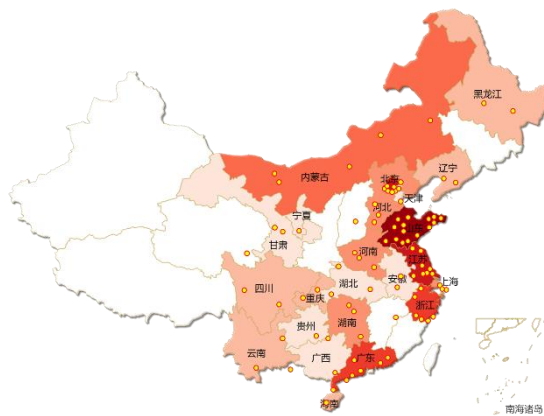 黑龙江
辽宁
内蒙古
北京
天津
河北
宁夏
甘肃
河南
江苏
安徽
上海
四川
重庆
湖北
浙江
贵州
湖南
云南
广西
广东
海南
南海诸岛